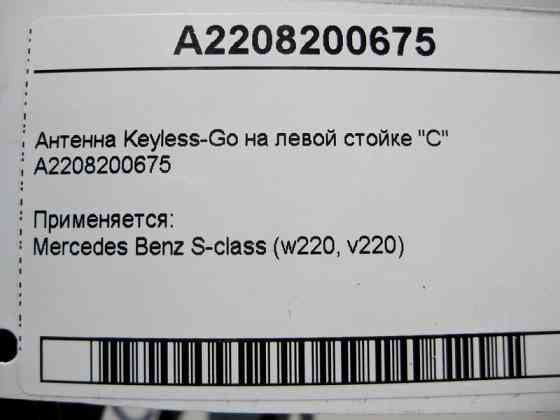 A2208200675
Антенна Keyless-Go на левой стойке "С"
A2208200675
Применяется:
Mercedes Benz S-class (w220, v220)